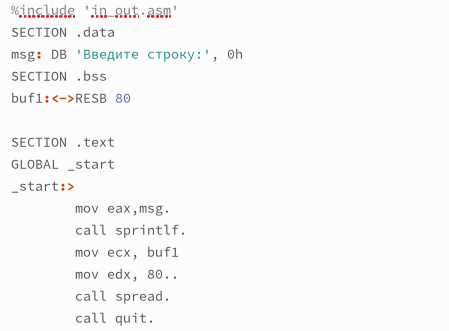 %include 'in_out.asm'
SECTION .data
msg: DB 'Введите строку:', 0h
SECTION .bss
buf1:<->RESB 80
SECTION .text
GLOBAL _start
_start:>
mov eax,msg.
call sprintlf.
mov ecx, buf1
mov edx, 80..
call spread.
call quit.